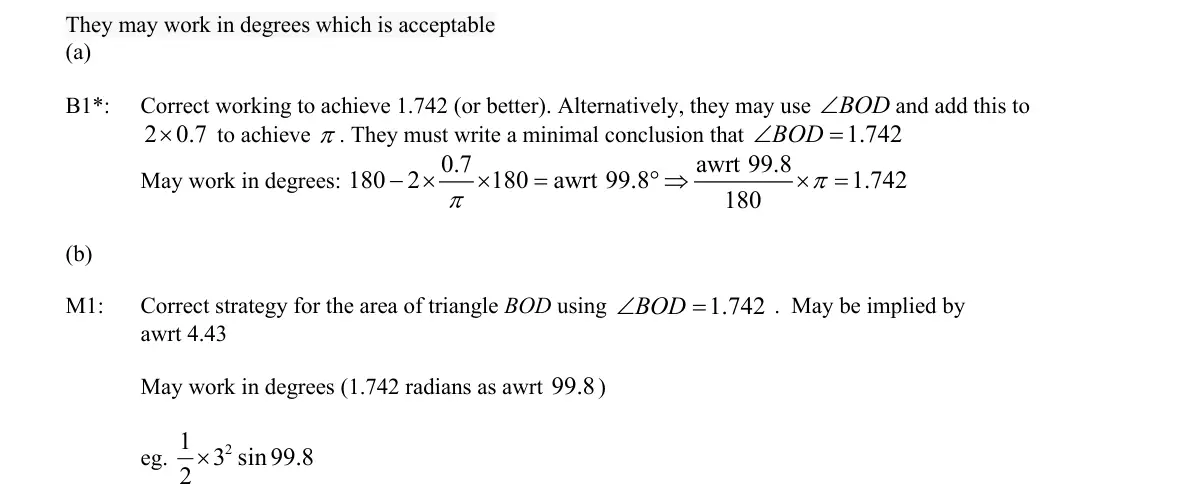 They may work in degrees which is acceptable
(a)
B1*: Correct working to achieve 1.742 (or better). Alternatively, they may use ∠BOD and add this to
2×0.7 to achieve π. They must write a minimal conclusion that ∠BOD = 1.742
May work in degrees: 180 − 2× 0.7/π ×180 = awrt 99.8° ⇒ awrt 99.8/180 × π = 1.742
(b)
M1: Correct strategy for the area of triangle BOD using ∠BOD = 1.742 . May be implied by
awrt 4.43
May work in degrees (1.742 radians as awrt 99.8)
eg. 1/2 ×3² sin 99.8